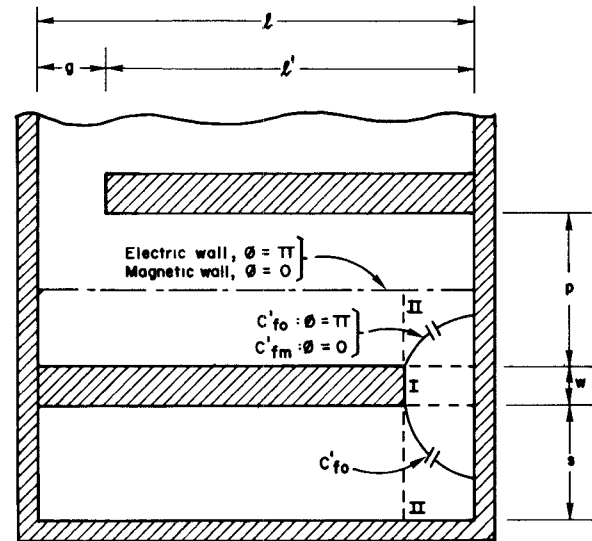 ℓ
g
ℓ'
Electric wall, Ø = π
Magnetic wall, Ø = 0
II
p
C'fo : Ø = π
C'fm : Ø = 0
I
w
C'fo
s
II